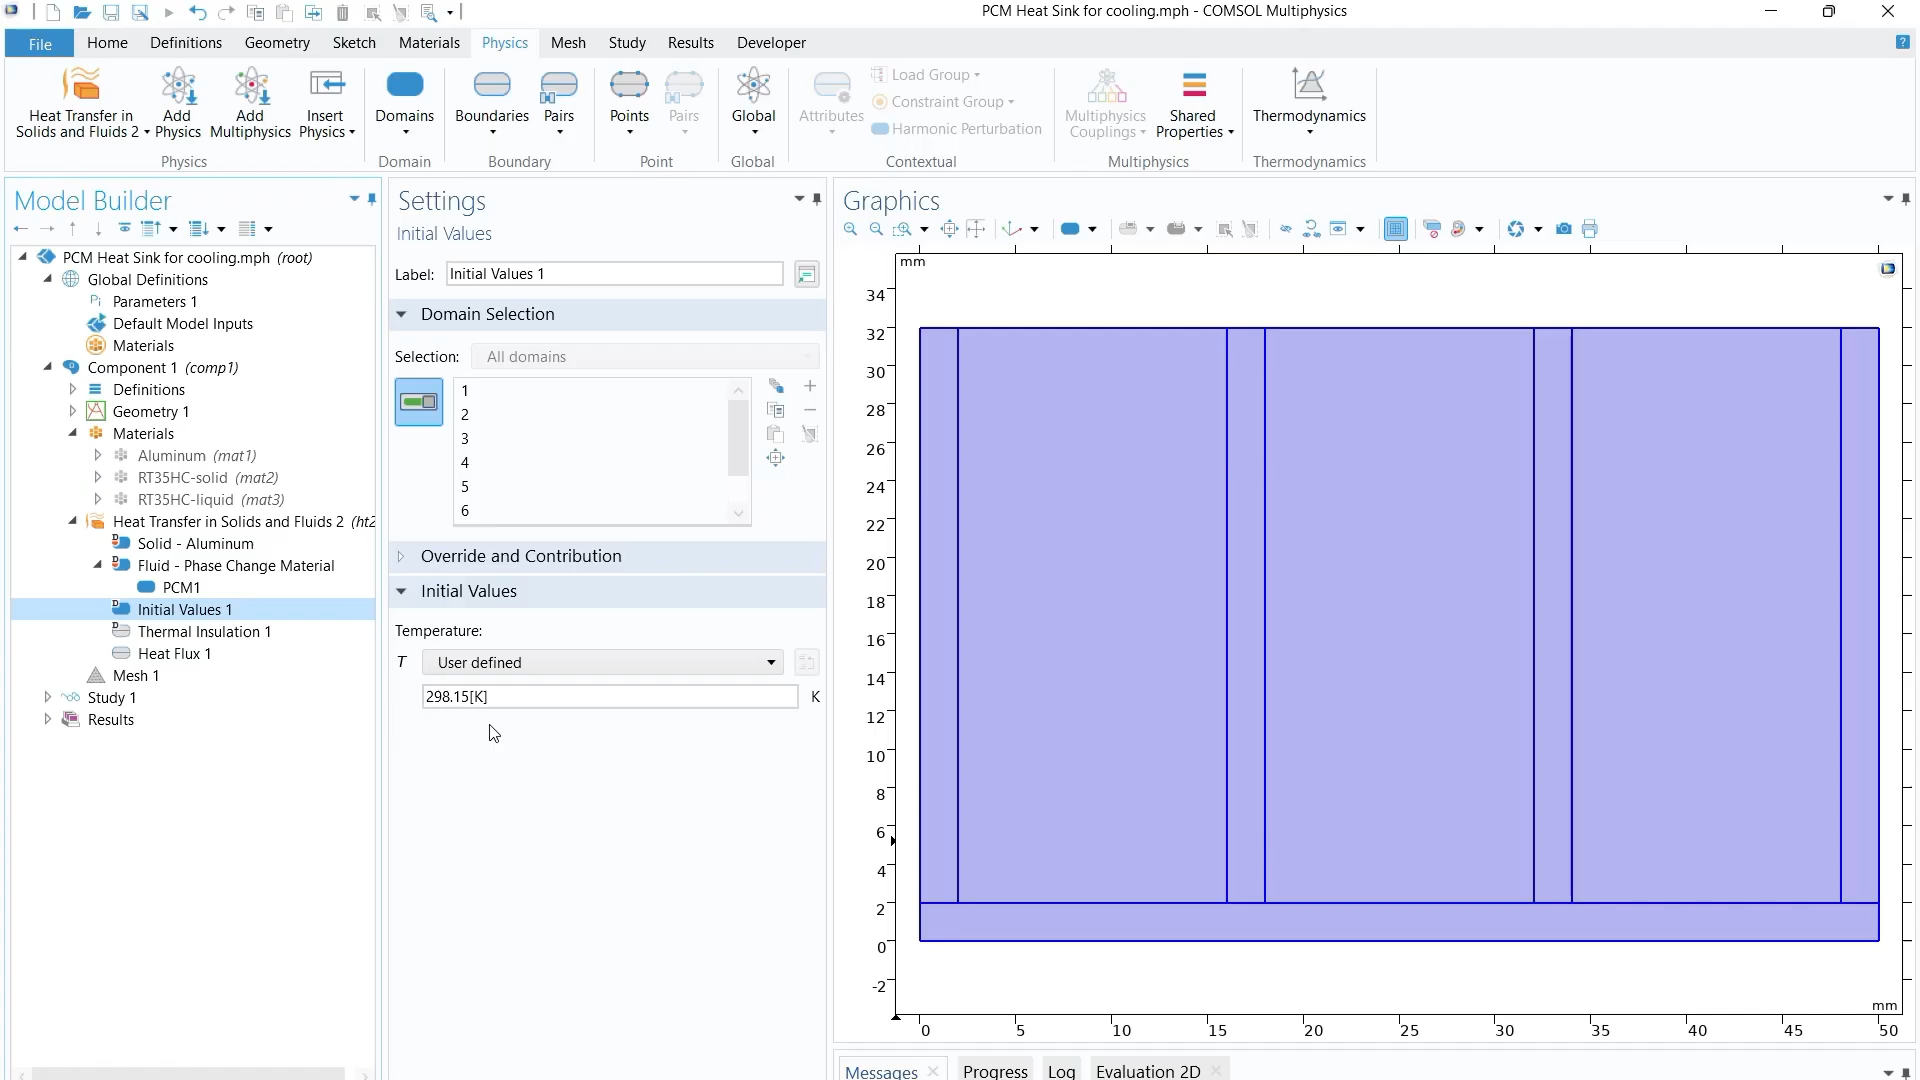 PCM Heat Sink for cooling.mph - COMSOL Multiphysics
File Home Definitions Geometry Sketch Materials Physics Mesh Study Results Developer
Heat Transfer in Solids and Fluids 2
Add Physics
Add Multiphysics
Insert Physics
Domains
Boundaries
Pairs
Points
Pairs
Global
Attributes
Load Group
Constraint Group
Harmonic Perturbation
Multiphysics Couplings
Shared Properties
Thermodynamics
Physics Domain Boundary Point Global Contextual Multiphysics Thermodynamics
Model Builder
PCM Heat Sink for cooling.mph (root)
Global Definitions
Pi Parameters 1
Default Model Inputs
Materials
Component 1 (comp1)
Definitions
Geometry 1
Materials
Aluminum (mat1)
RT35HC-solid (mat2)
RT35HC-liquid (mat3)
Heat Transfer in Solids and Fluids 2 (ht2
Solid - Aluminum
Fluid - Phase Change Material
PCM1
Initial Values 1
Thermal Insulation 1
Heat Flux 1
Mesh 1
Study 1
Results
Settings
Initial Values
Label: Initial Values 1
Domain Selection
Selection: All domains
1
2
3
4
5
6
Override and Contribution
Initial Values
Temperature:
T User defined
298.15[K] K
Graphics
mm
34
32
30
28
26
24
22
20
18
16
14
12
10
8
6
4
2
0
-2
mm
0 5 10 15 20 25 30 35 40 45 50
Messages Progress Log Evaluation 2D